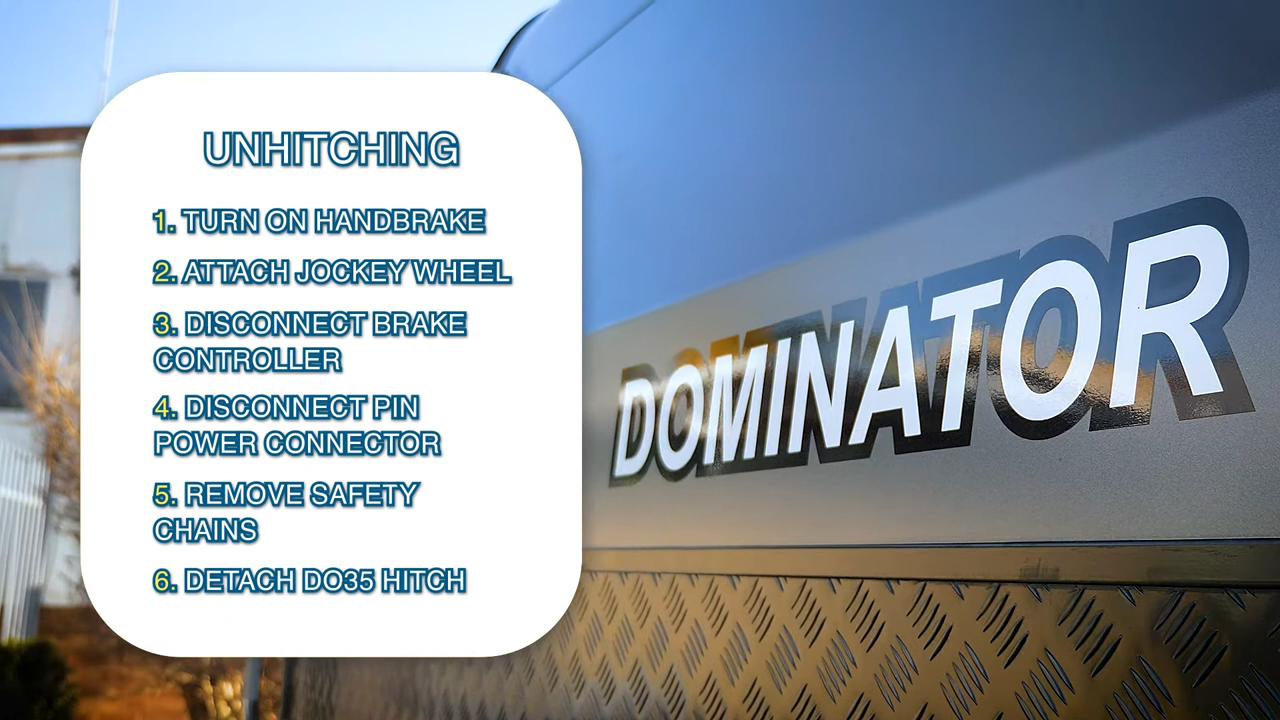 UNHITCHING
1. TURN ON HANDBRAKE
2. ATTACH JOCKEY WHEEL
3. DISCONNECT BRAKE
CONTROLLER
4. DISCONNECT PIN
POWER CONNECTOR
5. REMOVE SAFETY
CHAINS
6. DETACH DO35 HITCH
DOMINATOR